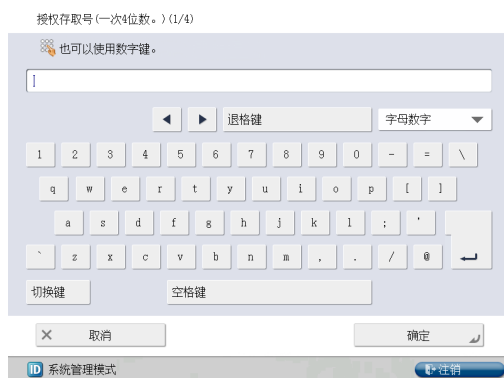 授权存取号(一次4位数。)(1/4)
也可以使用数字键。
◀ ▶ 退格键 字母数字
1 2 3 4 5 6 7 8 9 0 - = \
q w e r t y u i o p [ ]
a s d f g h j k l ; '
` z x c v b n m , . / @
切换键 空格键
取消 确定
ID 系统管理模式 注销